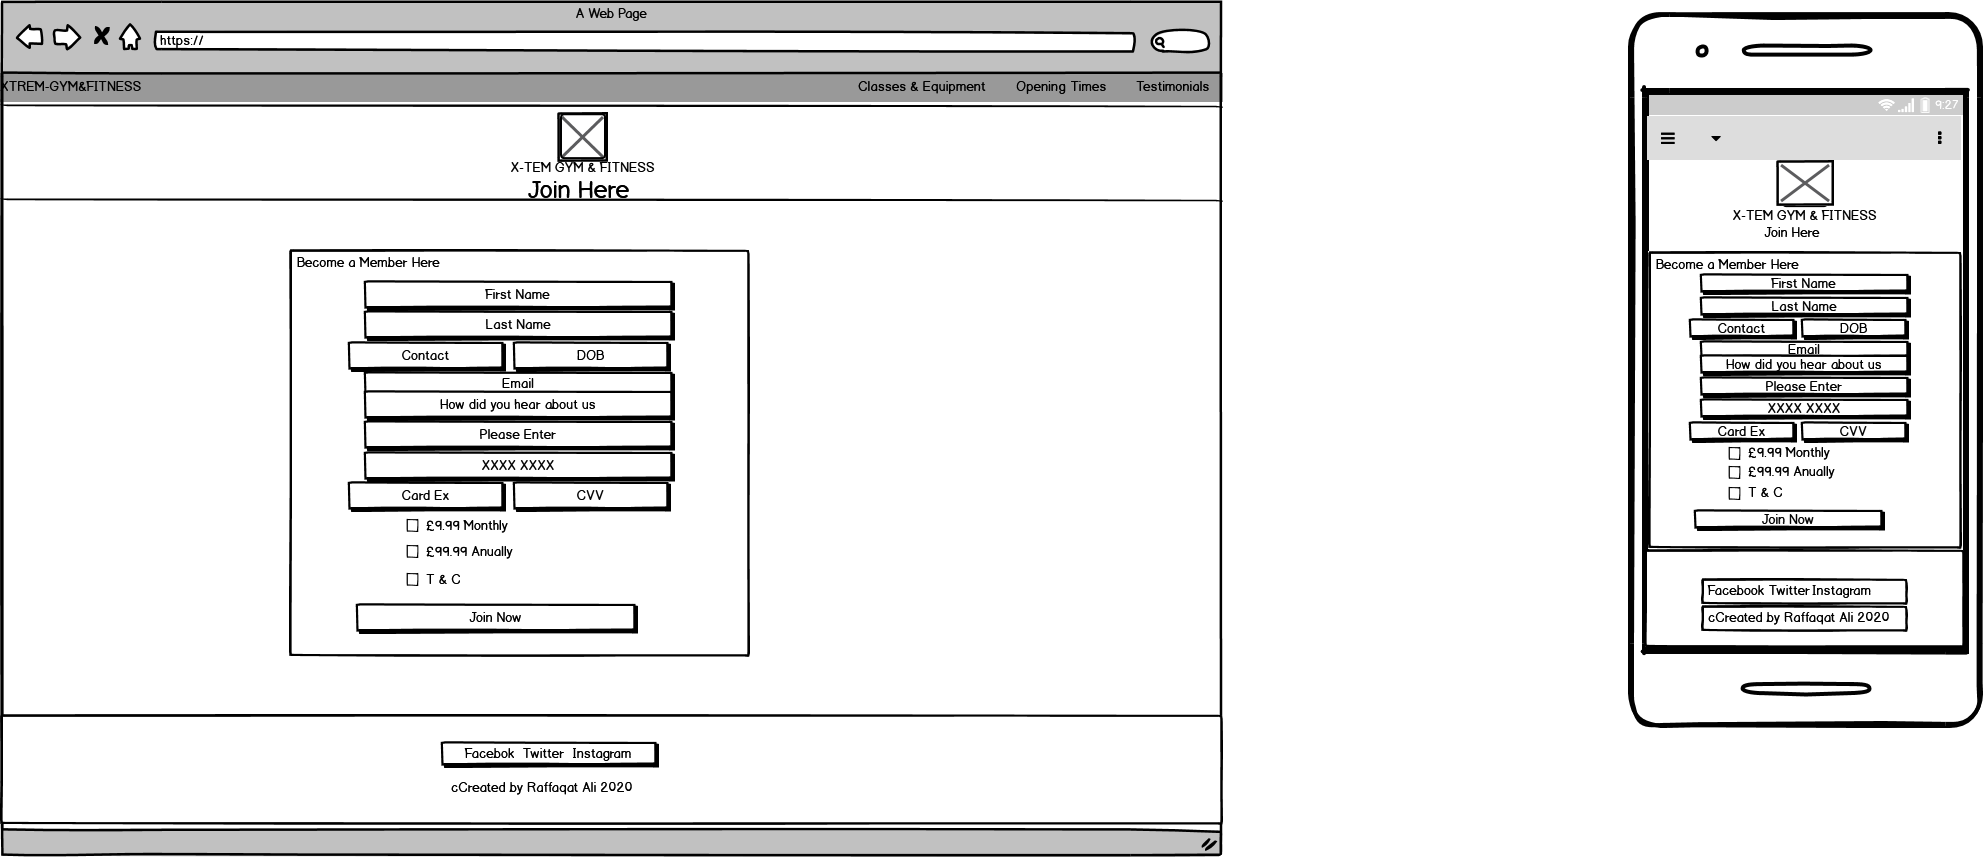 A Web Page
https://
XTREM-GYM&FITNESS Classes & Equipment Opening Times Testimonials
X-TEM GYM & FITNESS
Join Here
Become a Member Here
First Name
Last Name
Contact DOB
Email
How did you hear about us
Please Enter
XXXX XXXX
Card Ex CVV
£9.99 Monthly
£99.99 Anually
T & C
Join Now
Facebok Twitter Instagram
cCreated by Raffaqat Ali 2020
9:27
X-TEM GYM & FITNESS
Join Here
Become a Member Here
First Name
Last Name
Contact DOB
Email
How did you hear about us
Please Enter
XXXX XXXX
Card Ex CVV
£9.99 Monthly
£99.99 Anually
T & C
Join Now
Facebook Twitter Instagram
cCreated by Raffaqat Ali 2020